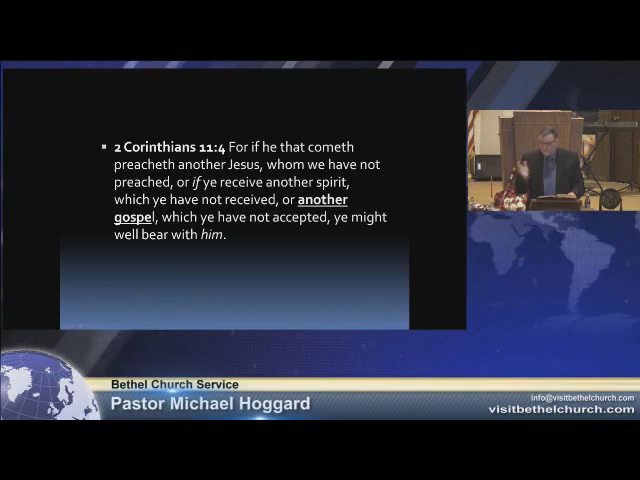 2 Corinthians 11:4 For if he that cometh
preacheth another Jesus, whom we have not
preached, or if ye receive another spirit,
which ye have not received, or another
gospel, which ye have not accepted, ye might
well bear with him.
Bethel Church Service
Pastor Michael Hoggard
info@visitbethelchurch.com
visitbethelchurch.com